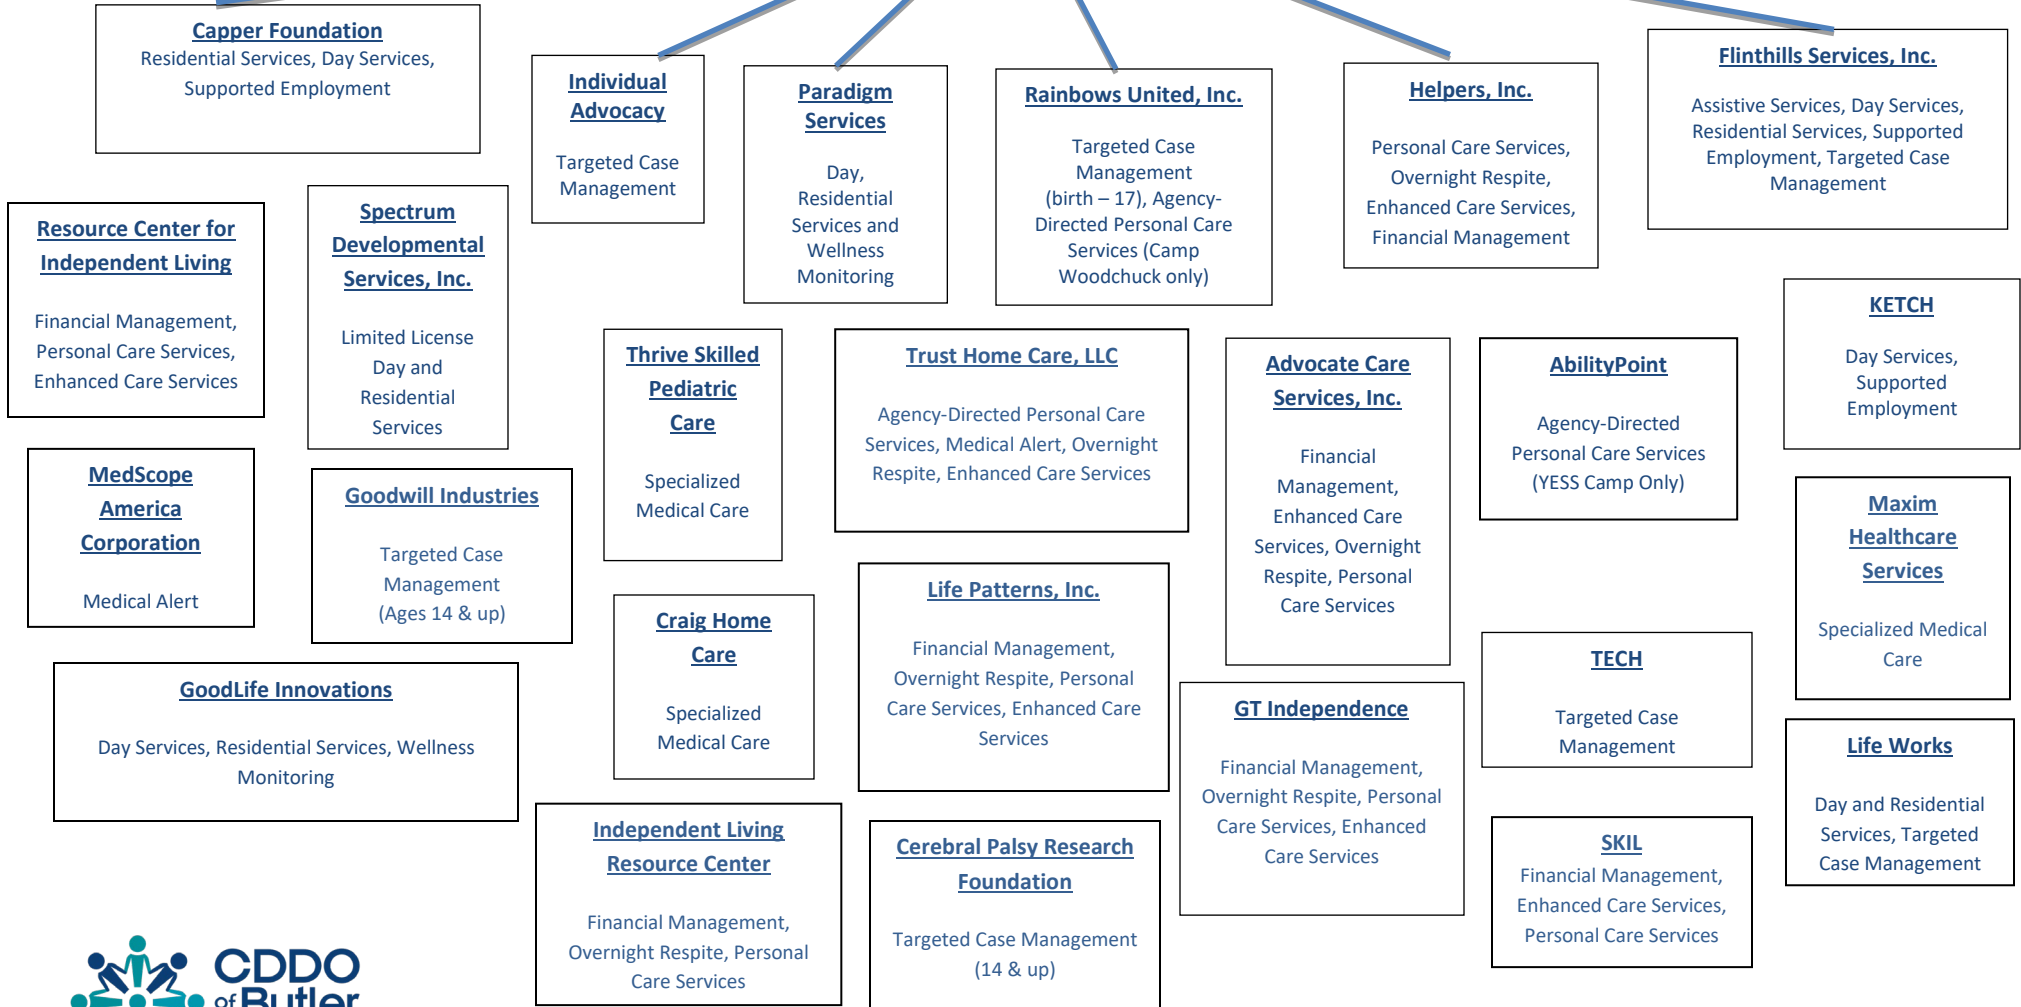 Capper Foundation
Residential Services, Day Services,
Supported Employment
Individual
Advocacy
Targeted Case
Management
Paradigm
Services
Day,
Residential
Services and
Wellness
Monitoring
Rainbows United, Inc.
Targeted Case
Management
(birth – 17), Agency-
Directed Personal Care
Services (Camp
Woodchuck only)
Helpers, Inc.
Personal Care Services,
Overnight Respite,
Enhanced Care Services,
Financial Management
Flinthills Services, Inc.
Assistive Services, Day Services,
Residential Services, Supported
Employment, Targeted Case
Management
Resource Center for
Independent Living
Financial Management,
Personal Care Services,
Enhanced Care Services
Spectrum
Developmental
Services, Inc.
Limited License
Day and
Residential
Services
Thrive Skilled
Pediatric
Care
Specialized
Medical Care
Trust Home Care, LLC
Agency-Directed Personal Care
Services, Medical Alert, Overnight
Respite, Enhanced Care Services
Advocate Care
Services, Inc.
Financial
Management,
Enhanced Care
Services, Overnight
Respite, Personal
Care Services
AbilityPoint
Agency-Directed
Personal Care Services
(YESS Camp Only)
KETCH
Day Services,
Supported
Employment
MedScope
America
Corporation
Medical Alert
Goodwill Industries
Targeted Case
Management
(Ages 14 & up)
Craig Home
Care
Specialized
Medical Care
Life Patterns, Inc.
Financial Management,
Overnight Respite, Personal
Care Services, Enhanced Care
Services
Maxim
Healthcare
Services
Specialized Medical
Care
TECH
Targeted Case
Management
GoodLife Innovations
Day Services, Residential Services, Wellness
Monitoring
GT Independence
Financial Management,
Overnight Respite, Personal
Care Services, Enhanced
Care Services
Life Works
Day and Residential
Services, Targeted
Case Management
Independent Living
Resource Center
Financial Management,
Overnight Respite, Personal
Care Services
Cerebral Palsy Research
Foundation
Targeted Case Management
(14 & up)
SKIL
Financial Management,
Enhanced Care Services,
Personal Care Services
CDDO
of Butler